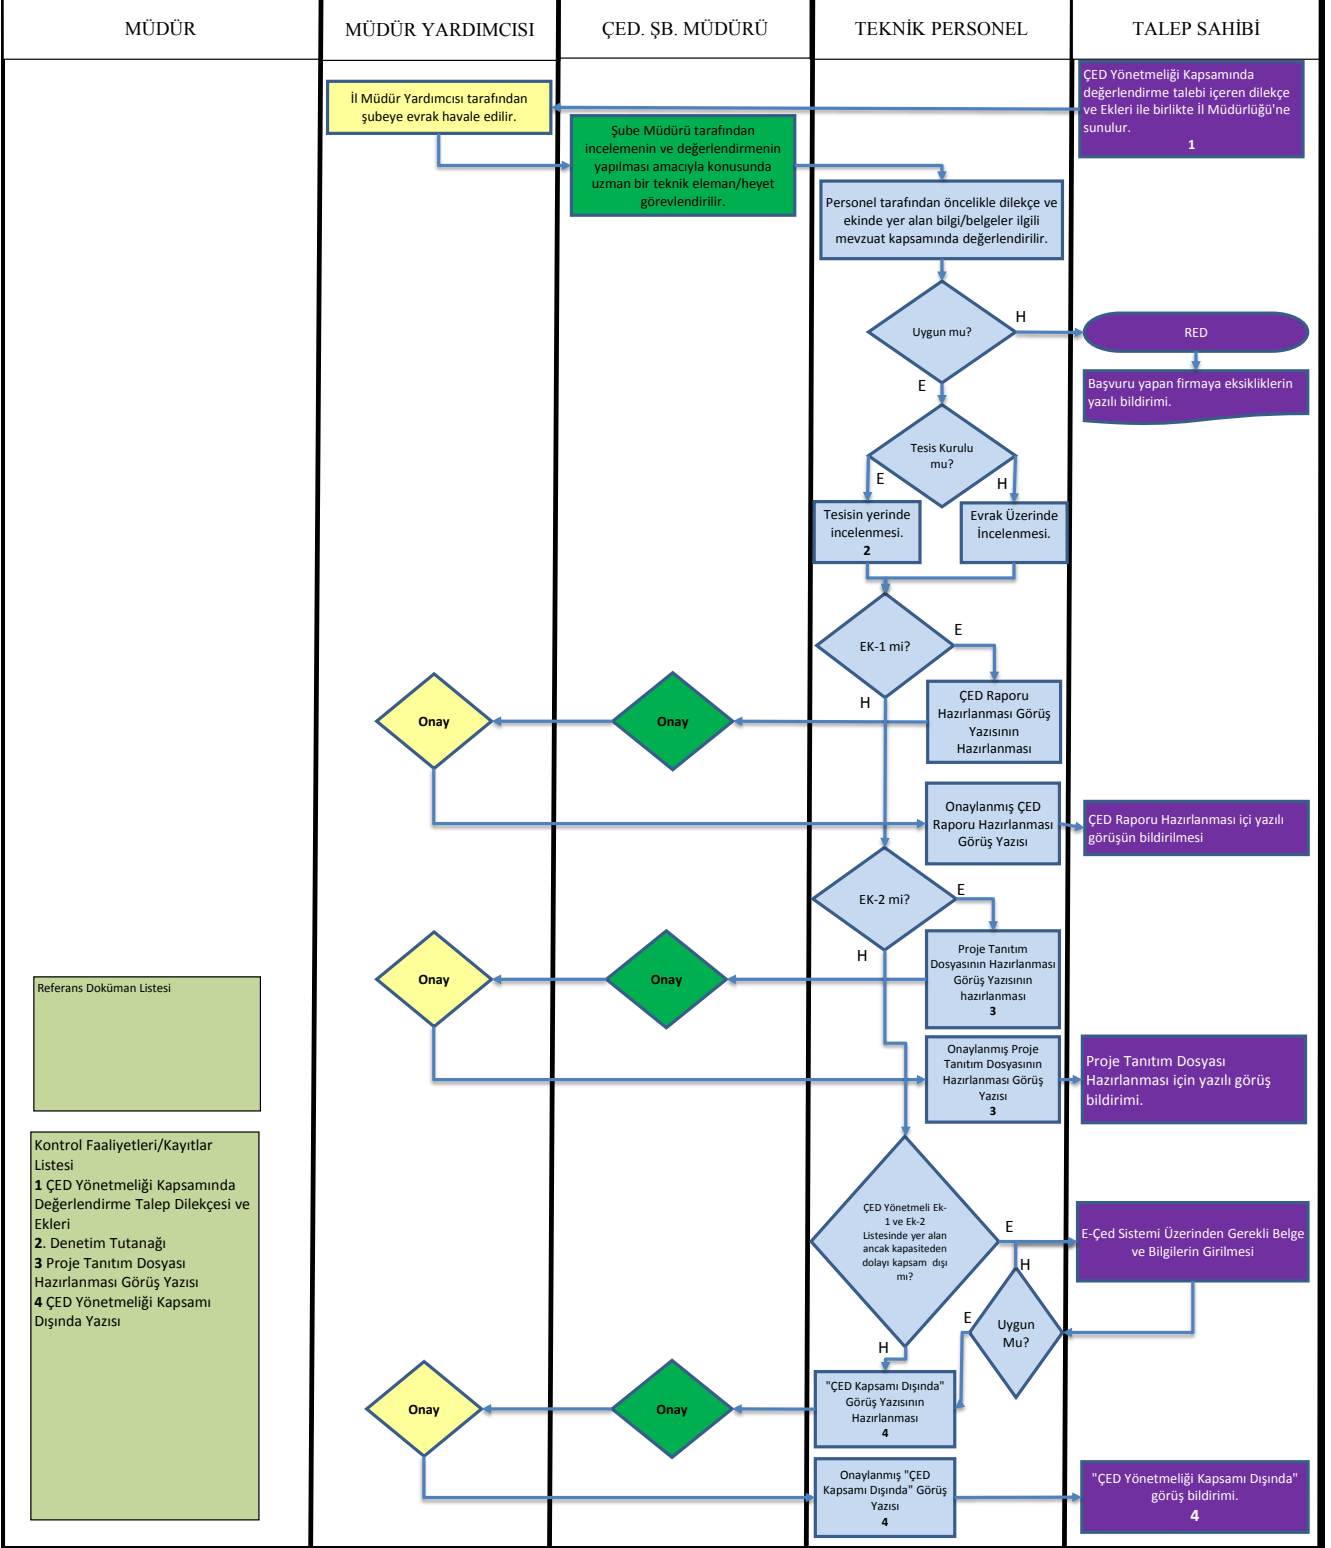 MÜDÜR
MÜDÜR YARDIMCISI
ÇED. ŞB. MÜDÜRÜ
TEKNİK PERSONEL
TALEP SAHİBİ
ÇED Yönetmeliği Kapsamında
değerlendirme talebi içeren dilekçe
ve Ekleri ile birlikte İl Müdürlüğü'ne
sunulur.
1
İl Müdür Yardımcısı tarafından
şubeye evrak havale edilir.
Şube Müdürü tarafından
incelemenin ve değerlendirmenin
yapılması amacıyla konusunda
uzman bir teknik eleman/heyet
görevlendirilir.
Personel tarafından öncelikle dilekçe ve
ekinde yer alan bilgi/belgeler ilgili
mevzuat kapsamında değerlendirilir.
Uygun mu?
H
RED
Başvuru yapan firmaya eksikliklerin
yazılı bildirimi.
E
Tesis Kurulu
mu?
E
H
Tesisin yerinde
incelenmesi.
2
Evrak Üzerinde
İncelenmesi.
EK-1 mi?
E
H
ÇED Raporu
Hazırlanması Görüş
Yazısının
Hazırlanması
Onay
Onay
Onaylanmış ÇED
Raporu Hazırlanması
Görüş Yazısı
ÇED Raporu Hazırlanması içi yazılı
görüşün bildirilmesi
EK-2 mi?
E
H
Proje Tanıtım
Dosyasının Hazırlanması
Görüş Yazısının
hazırlanması
3
Onay
Onay
Onaylanmış Proje
Tanıtım Dosyasının
Hazırlanması Görüş
Yazısı
3
Proje Tanıtım Dosyası
Hazırlanması için yazılı görüş
bildirimi.
Referans Doküman Listesi
Kontrol Faaliyetleri/Kayıtlar
Listesi
1 ÇED Yönetmeliği Kapsamında
Değerlendirme Talep Dilekçesi ve
Ekleri
2. Denetim Tutanağı
3 Proje Tanıtım Dosyası
Hazırlanması Görüş Yazısı
4 ÇED Yönetmeliği Kapsamı
Dışında Yazısı
ÇED Yönetmeli Ek-
1 ve Ek-2
Listesinde yer alan
ancak kapasiteden
dolayı kapsam dışı
mı?
E
E-Çed Sistemi Üzerinden Gerekli Belge
ve Bilgilerin Girilmesi
H
Uygun
Mu?
E
H
"ÇED Kapsamı Dışında"
Görüş Yazısının
Hazırlanması
4
Onay
Onay
Onaylanmış "ÇED
Kapsamı Dışında" Görüş
Yazısı
4
"ÇED Yönetmeliği Kapsamı Dışında"
görüş bildirimi.
4